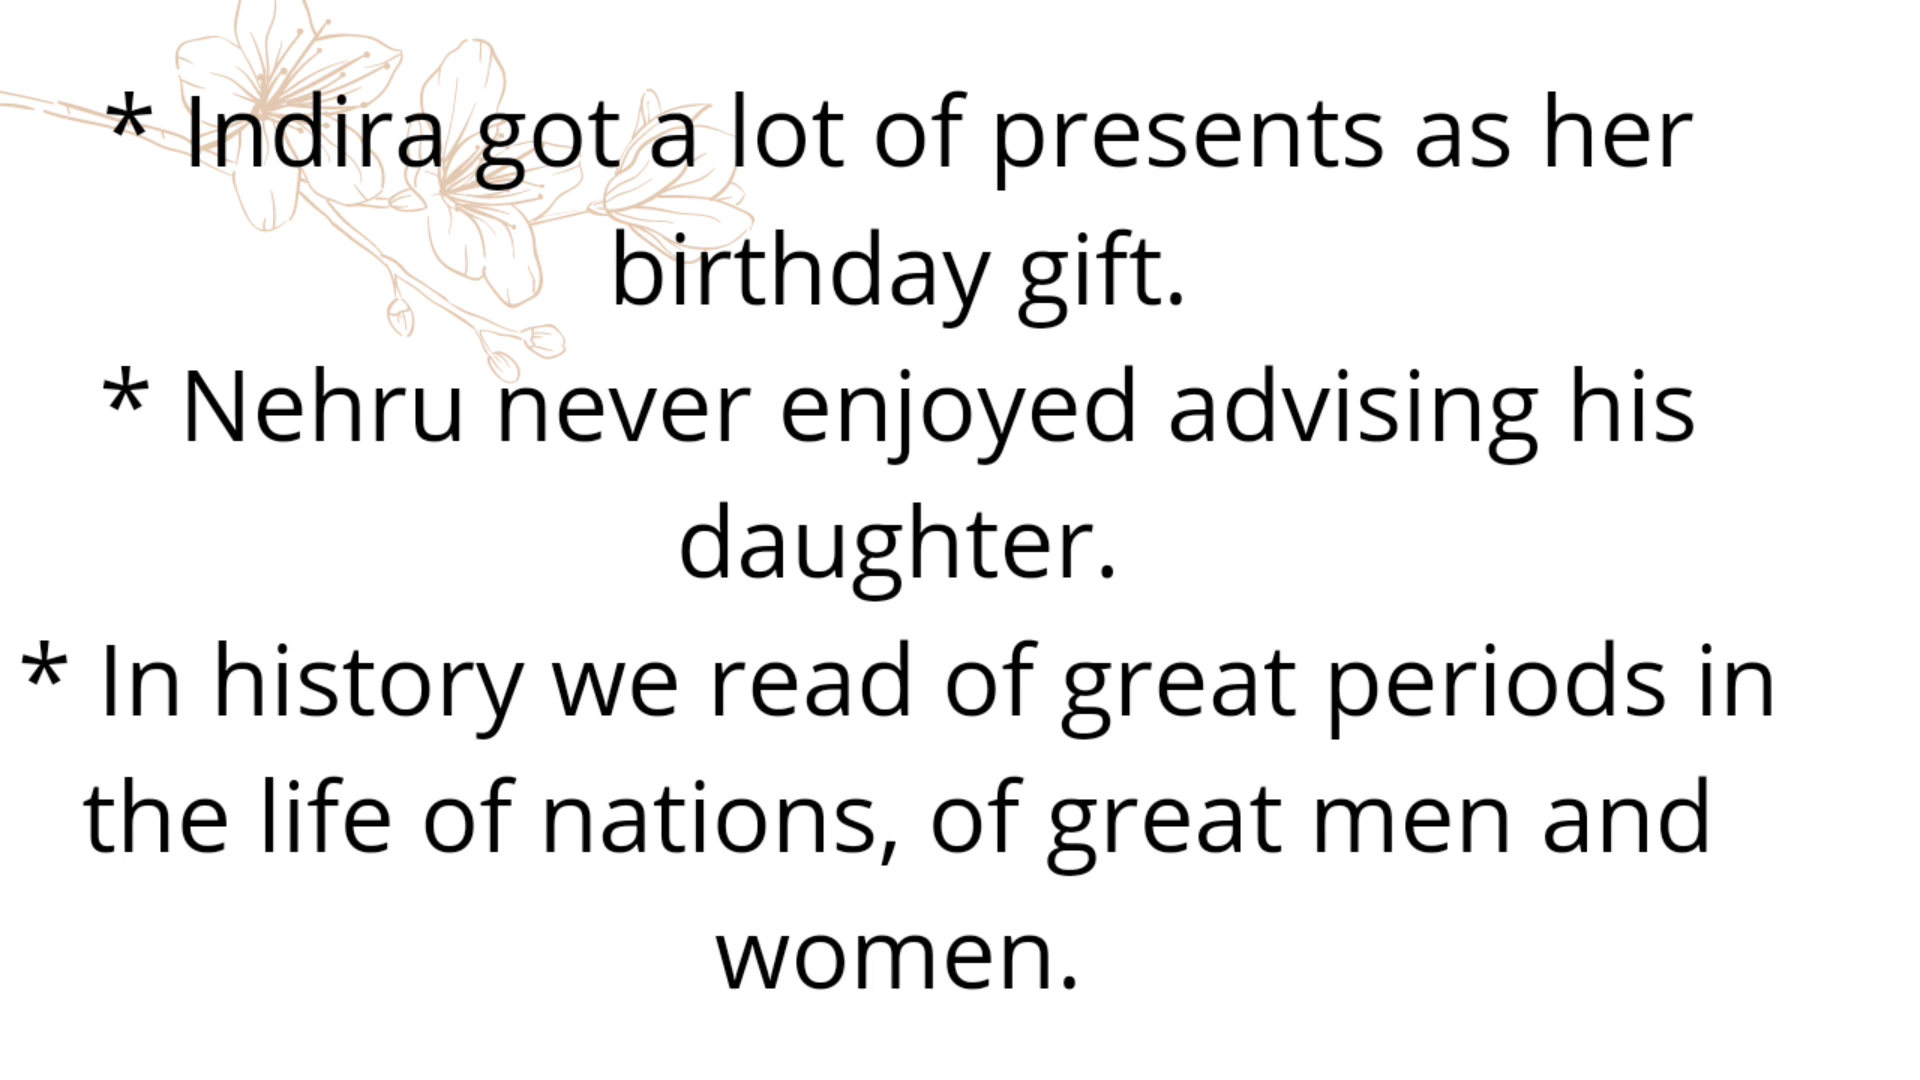 * Indira got a lot of presents as her
birthday gift.
* Nehru never enjoyed advising his
daughter.
* In history we read of great periods in
the life of nations, of great men and
women.